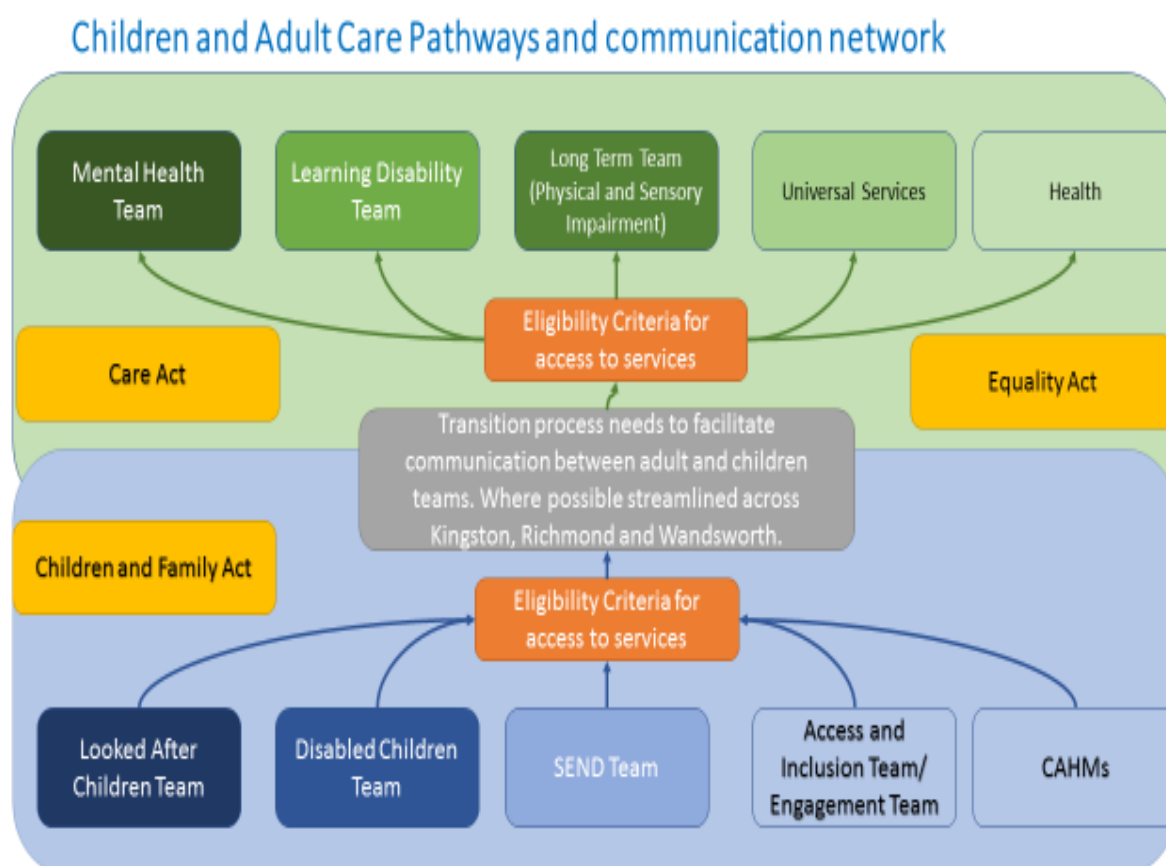 Children and Adult Care Pathways and communication network
Mental Health
Team
Learning Disability
Team
Long Term Team
(Physical and Sensory
Impairment)
Universal Services
Health
Eligibility Criteria for
access to services
Care Act
Equality Act
Transition process needs to facilitate
communication between adult and children
teams. Where possible streamlined across
Kingston, Richmond and Wandsworth.
Children and Family Act
Eligibility Criteria for
access to services
Looked After
Children Team
Disabled Children
Team
SEND Team
Access and
Inclusion Team/
Engagement Team
CAHMs